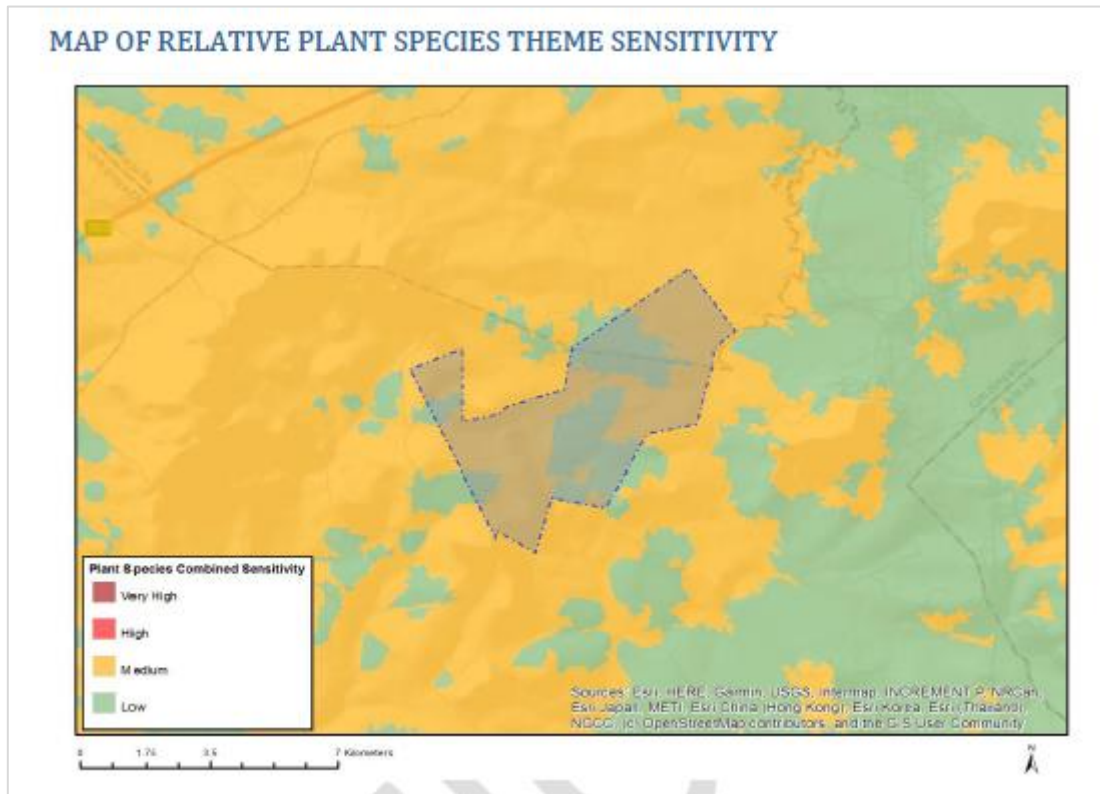 MAP OF RELATIVE PLANT SPECIES THEME SENSITIVITY
Plant Species Combined Sensitivity
Very High
High
Medium
Low
Sources: Esri, HERE, Garmin, USGS, Intermap, INCREMENT P, NRCan,
Esri Japan, METI, Esri China (Hong Kong), Esri Korea, Esri (Thailand),
NGCC, (c) OpenStreetMap contributors, and the GIS User Community
0 1.75 3.5 7 Kilometers
N